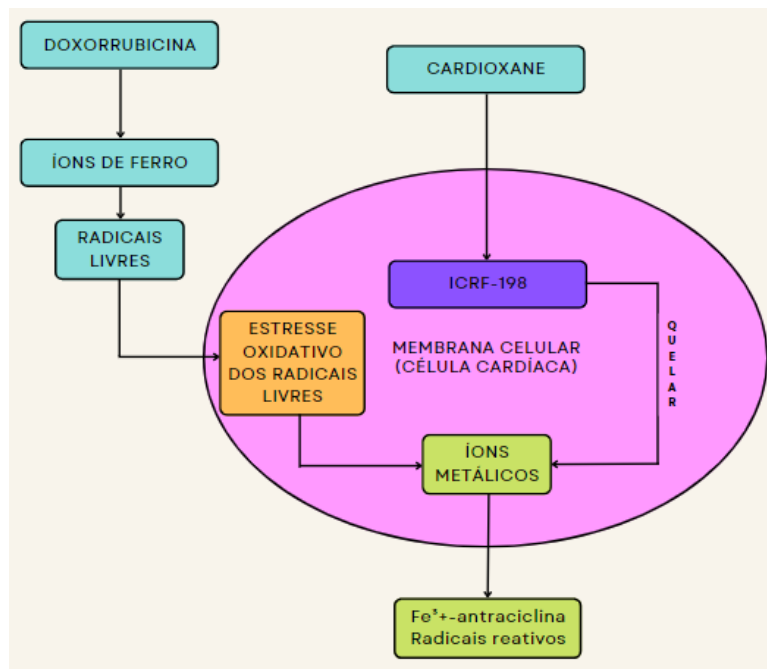 DOXORRUBICINA
CARDIOXANE
ÍONS DE FERRO
RADICAIS
LIVRES
ICRF-198
ESTRESSE
OXIDATIVO
DOS RADICAIS
LIVRES
MEMBRANA CELULAR
(CÉLULA CARDÍACA)
QUELAR
ÍONS
METÁLICOS
Fe³+-antraciclina
Radicais reativos